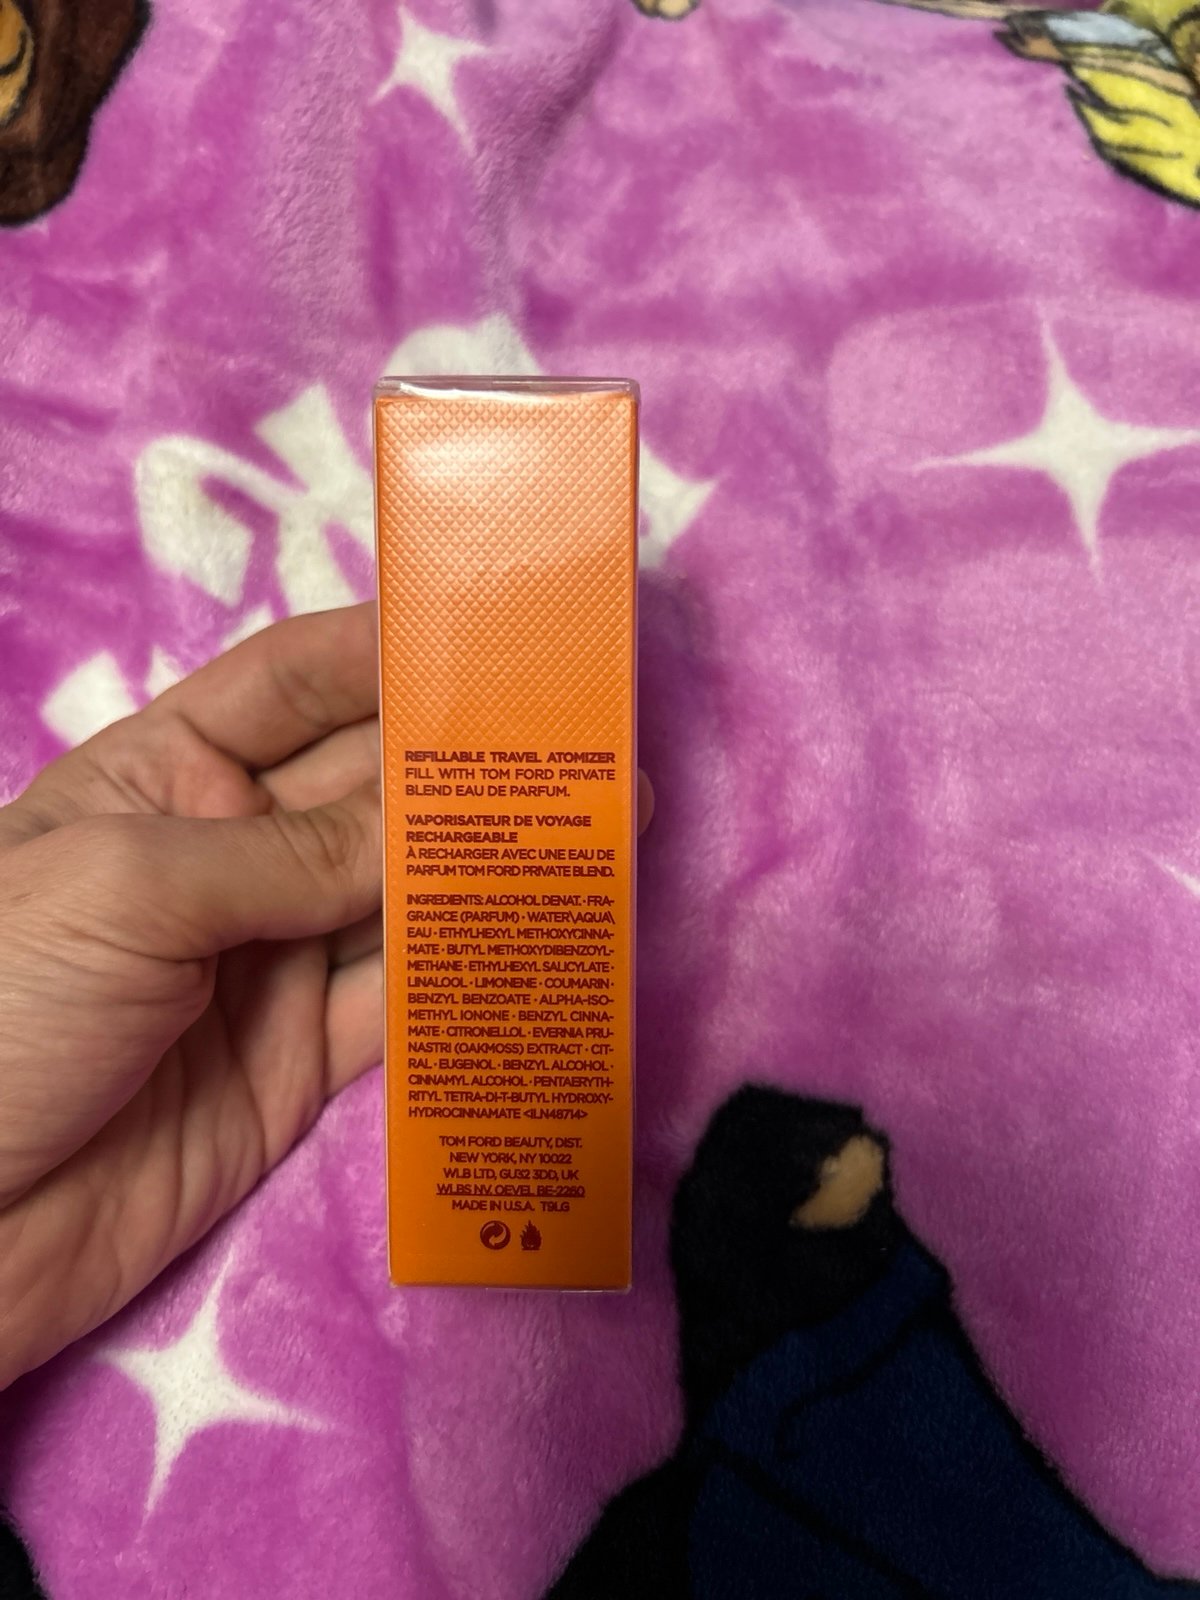 REFILLABLE TRAVEL ATOMIZER
FILL WITH TOM FORD PRIVATE
BLEND EAU DE PARFUM.
VAPORISATEUR DE VOYAGE
RECHARGEABLE
À RECHARGER AVEC UNE EAU DE
PARFUM TOM FORD PRIVATE BLEND.
INGREDIENTS: ALCOHOL DENAT. · FRA-
GRANCE (PARFUM) · WATER\AQUA\
EAU · ETHYLHEXYL METHOXYCINNA-
MATE · BUTYL METHOXYDIBENZOYL-
METHANE · ETHYLHEXYL SALICYLATE ·
LINALOOL · LIMONENE · COUMARIN ·
BENZYL BENZOATE · ALPHA-ISO-
METHYL IONONE · BENZYL CINNA-
MATE · CITRONELLOL · EVERNIA PRU-
NASTRI (OAKMOSS) EXTRACT · CIT-
RAL · EUGENOL · BENZYL ALCOHOL ·
CINNAMYL ALCOHOL · PENTAERYTH-
RITYL TETRA-DI-T-BUTYL HYDROXY-
HYDROCINNAMATE <ILN48714>
TOM FORD BEAUTY, DIST.
NEW YORK, NY 10022
WLB LTD, GU32 3DD, UK
WLBS NV. OEVEL BE-2260
MADE IN U.S.A. T9LG